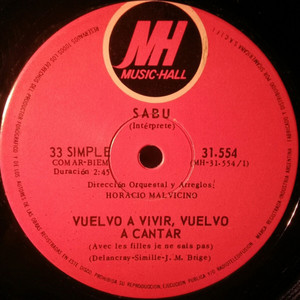 MH
MUSIC-HALL
SABU
(Intérprete)
33 SIMPLE
31.554
COMAR-BIEM
(MH-31-554/1)
Duración 2:45
Dirección Orquestal y Arreglos:
HORACIO MALVICINO
VUELVO A VIVIR, VUELVO
A CANTAR
(Avec les filles je ne sais pas)
(Delancray-Simille-J. M. Brige)